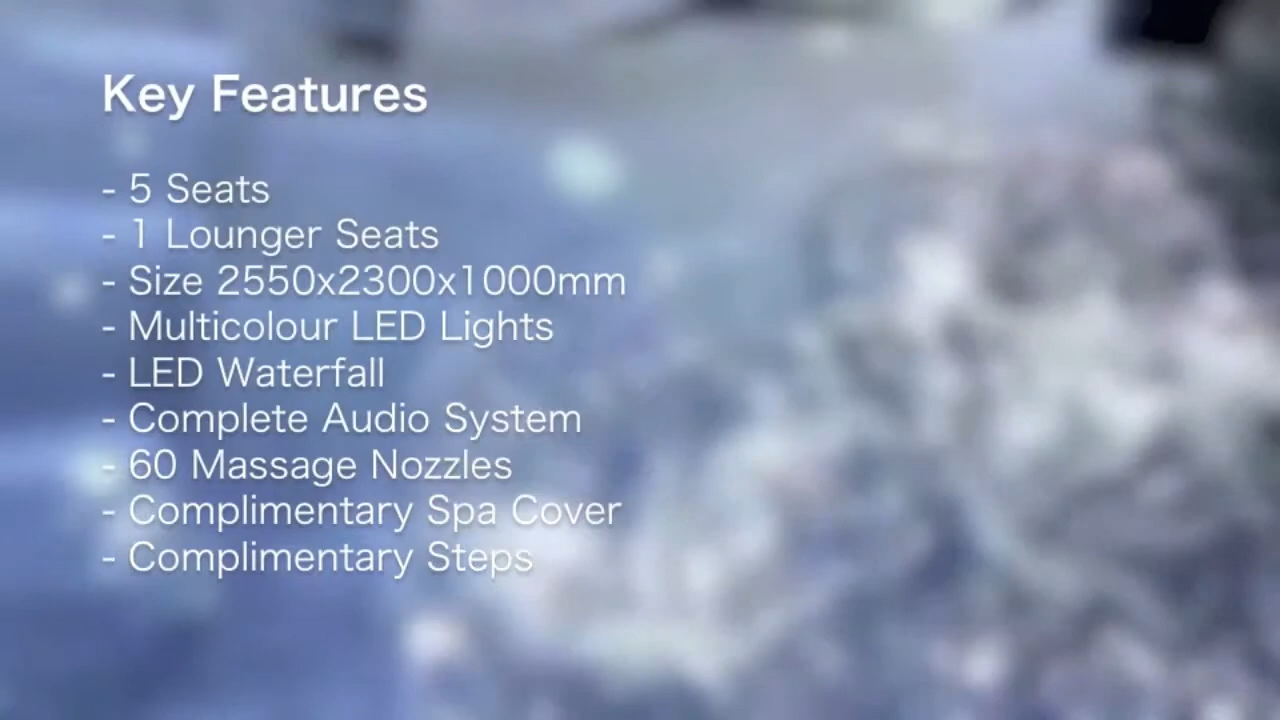 Key Features
- 5 Seats
- 1 Lounger Seats
- Size 2550x2300x1000mm
- Multicolour LED Lights
- LED Waterfall
- Complete Audio System
- 60 Massage Nozzles
- Complimentary Spa Cover
- Complimentary Steps